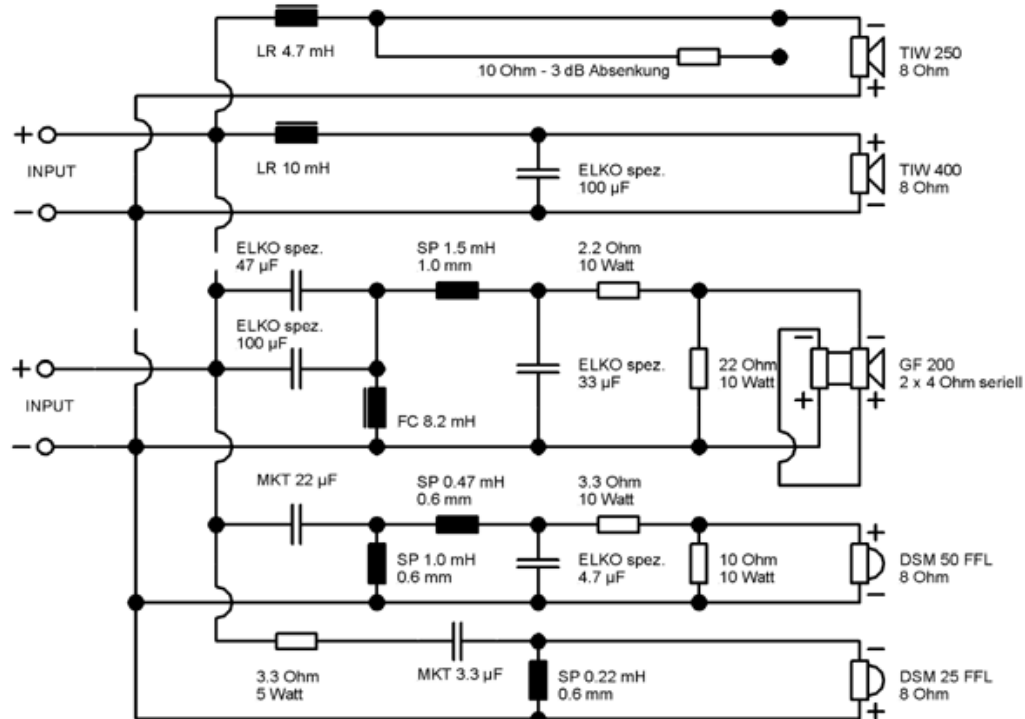 LR 4.7 mH
10 Ohm - 3 dB Absenkung
−
TIW 250
8 Ohm
+
+
INPUT
−
LR 10 mH
ELKO spez.
100 µF
+
TIW 400
8 Ohm
−
ELKO spez.
47 µF
SP 1.5 mH
1.0 mm
2.2 Ohm
10 Watt
ELKO spez.
100 µF
+
INPUT
−
FC 8.2 mH
ELKO spez.
33 µF
22 Ohm
10 Watt
−
+
−
GF 200
2 x 4 Ohm seriell
+
MKT 22 µF
SP 0.47 mH
0.6 mm
3.3 Ohm
10 Watt
SP 1.0 mH
0.6 mm
ELKO spez.
4.7 µF
10 Ohm
10 Watt
+
DSM 50 FFL
8 Ohm
−
3.3 Ohm
5 Watt
MKT 3.3 µF
SP 0.22 mH
0.6 mm
−
DSM 25 FFL
8 Ohm
+